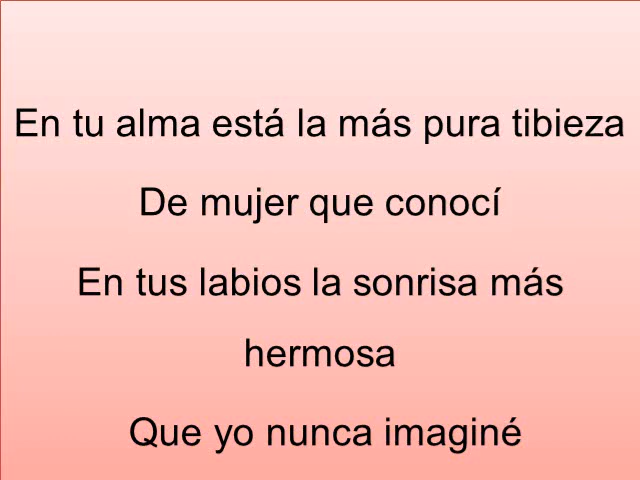 En tu alma está la más pura tibieza
De mujer que conocí
En tus labios la sonrisa más
hermosa
Que yo nunca imaginé